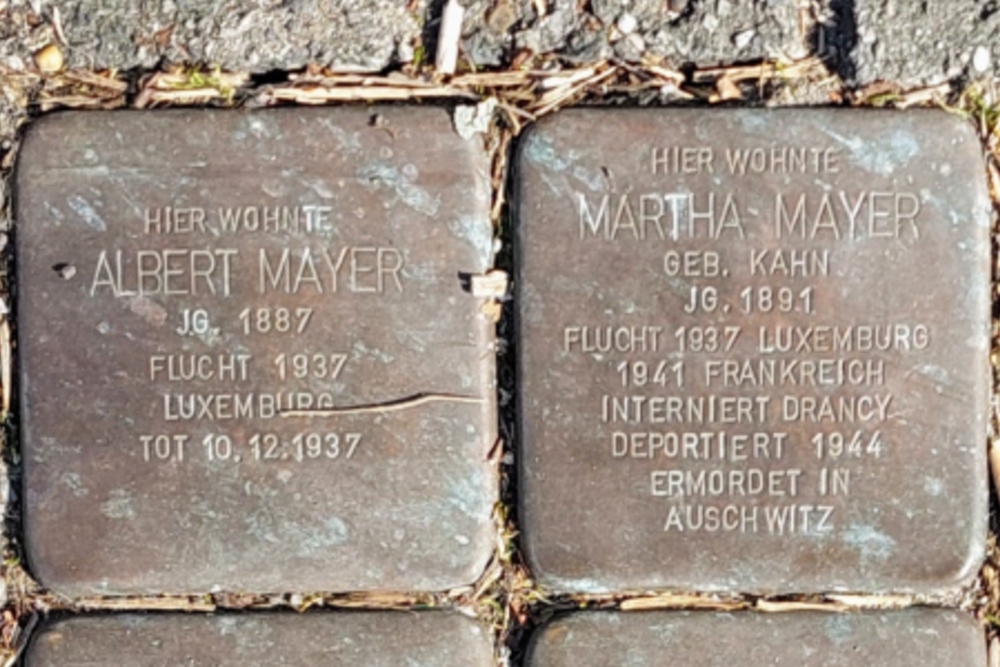 HIER WOHNTE
ALBERT MAYER
JG. 1887
FLUCHT 1937
LUXEMBURG
TOT 10.12.1937
HIER WOHNTE
MARTHA MAYER
GEB. KAHN
JG. 1891
FLUCHT 1937 LUXEMBURG
1941 FRANKREICH
INTERNIERT DRANCY
DEPORTIERT 1944
ERMORDET IN
AUSCHWITZ